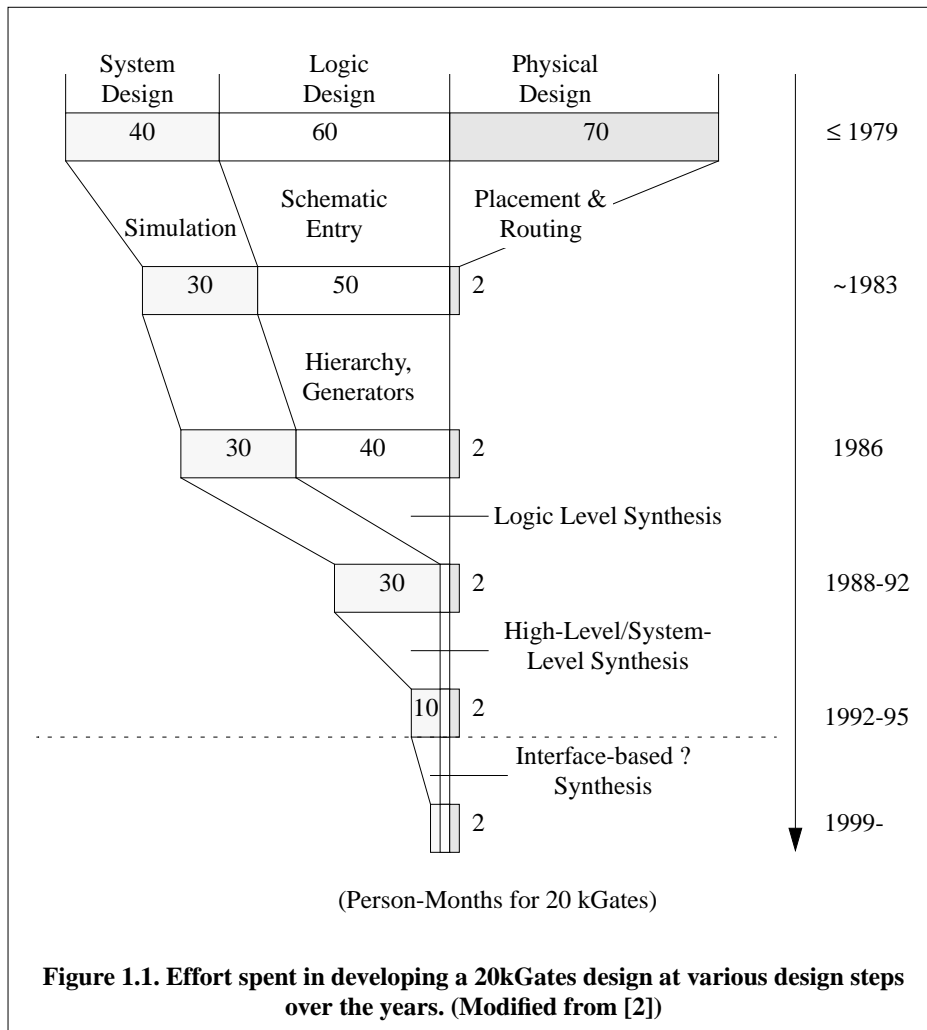 System
Design
Logic
Design
Physical
Design
40
60
70
≤ 1979
Simulation
Schematic
Entry
Placement &
Routing
30
50
2
~1983
Hierarchy,
Generators
30
40
2
1986
Logic Level Synthesis
30
2
1988-92
High-Level/System-
Level Synthesis
10
2
1992-95
Interface-based ?
Synthesis
2
1999-
(Person-Months for 20 kGates)
Figure 1.1. Effort spent in developing a 20kGates design at various design steps
over the years. (Modified from [2])